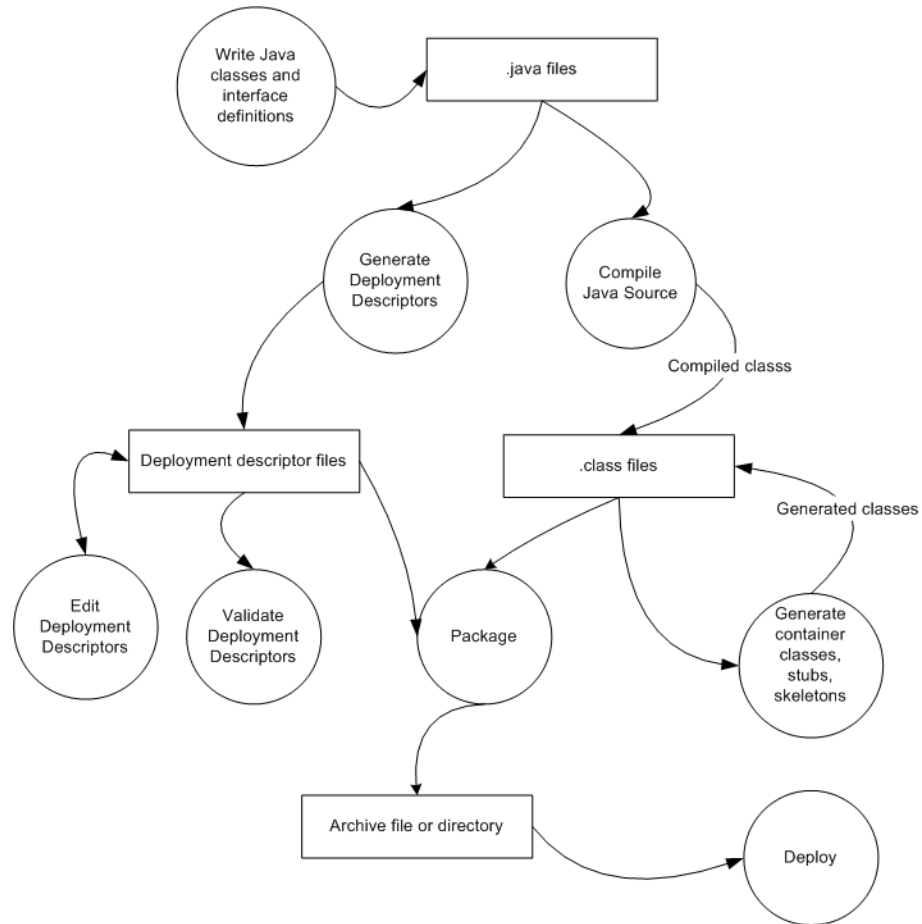 Write Java
classes and
interface
definitions
.java files
Generate
Deployment
Descriptors
Compile
Java Source
Compiled classs
Deployment descriptor files
.class files
Generated classes
Edit
Deployment
Descriptors
Validate
Deployment
Descriptors
Package
Generate
container
classes,
stubs,
skeletons
Archive file or directory
Deploy